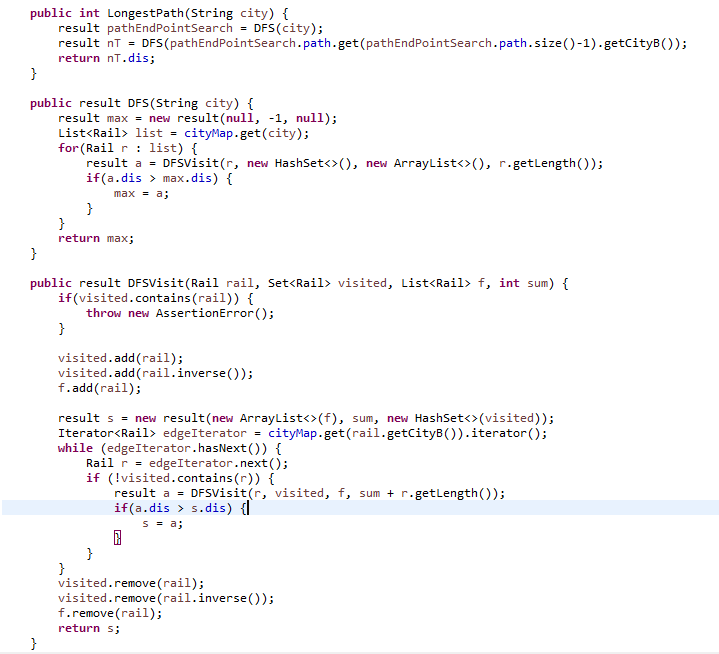 public int LongestPath(String city) {
    result pathEndPointSearch = DFS(city);
    result nT = DFS(pathEndPointSearch.path.get(pathEndPointSearch.path.size()-1).getCityB());
    return nT.dis;
}

public result DFS(String city) {
    result max = new result(null, -1, null);
    List<Rail> list = cityMap.get(city);
    for(Rail r : list) {
        result a = DFSVisit(r, new HashSet<>(), new ArrayList<>(), r.getLength());
        if(a.dis > max.dis) {
            max = a;
        }
    }
    return max;
}

public result DFSVisit(Rail rail, Set<Rail> visited, List<Rail> f, int sum) {
    if(visited.contains(rail)) {
        throw new AssertionError();
    }

    visited.add(rail);
    visited.add(rail.inverse());
    f.add(rail);

    result s = new result(new ArrayList<>(f), sum, new HashSet<>(visited));
    Iterator<Rail> edgeIterator = cityMap.get(rail.getCityB()).iterator();
    while (edgeIterator.hasNext()) {
        Rail r = edgeIterator.next();
        if (!visited.contains(r)) {
            result a = DFSVisit(r, visited, f, sum + r.getLength());
            if(a.dis > s.dis) {
                s = a;
            }
        }
    }
    visited.remove(rail);
    visited.remove(rail.inverse());
    f.remove(rail);
    return s;
}